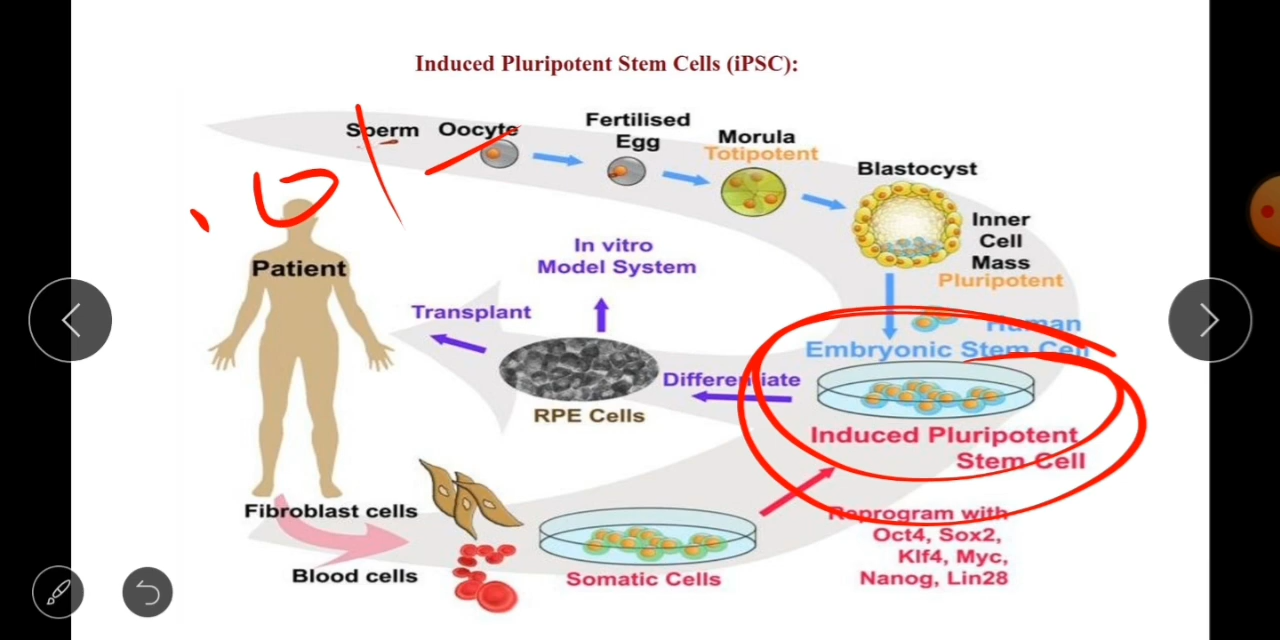 Induced Pluripotent Stem Cells (iPSC):
Sperm
Oocyte
Fertilised
Egg
Morula
Totipotent
Blastocyst
Inner
Cell
Mass
Pluripotent
In vitro
Model System
Patient
Transplant
Human
Embryonic Stem Cell
Differentiate
RPE Cells
Induced Pluripotent
Stem Cell
Fibroblast cells
Blood cells
Somatic Cells
Reprogram with
Oct4, Sox2,
Klf4, Myc,
Nanog, Lin28